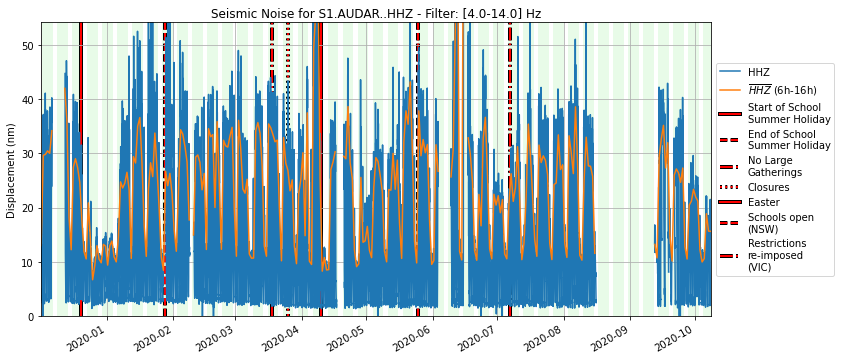 Seismic Noise for S1.AUDAR..HHZ - Filter: [4.0-14.0] Hz
Displacement (nm)
50
40
30
20
10
0
2020-01
2020-02
2020-03
2020-04
2020-05
2020-06
2020-07
2020-08
2020-09
2020-10
HHZ
HHZ (6h-16h)
Start of School
Summer Holiday
End of School
Summer Holiday
No Large
Gatherings
Closures
Easter
Schools open
(NSW)
Restrictions
re-imposed
(VIC)